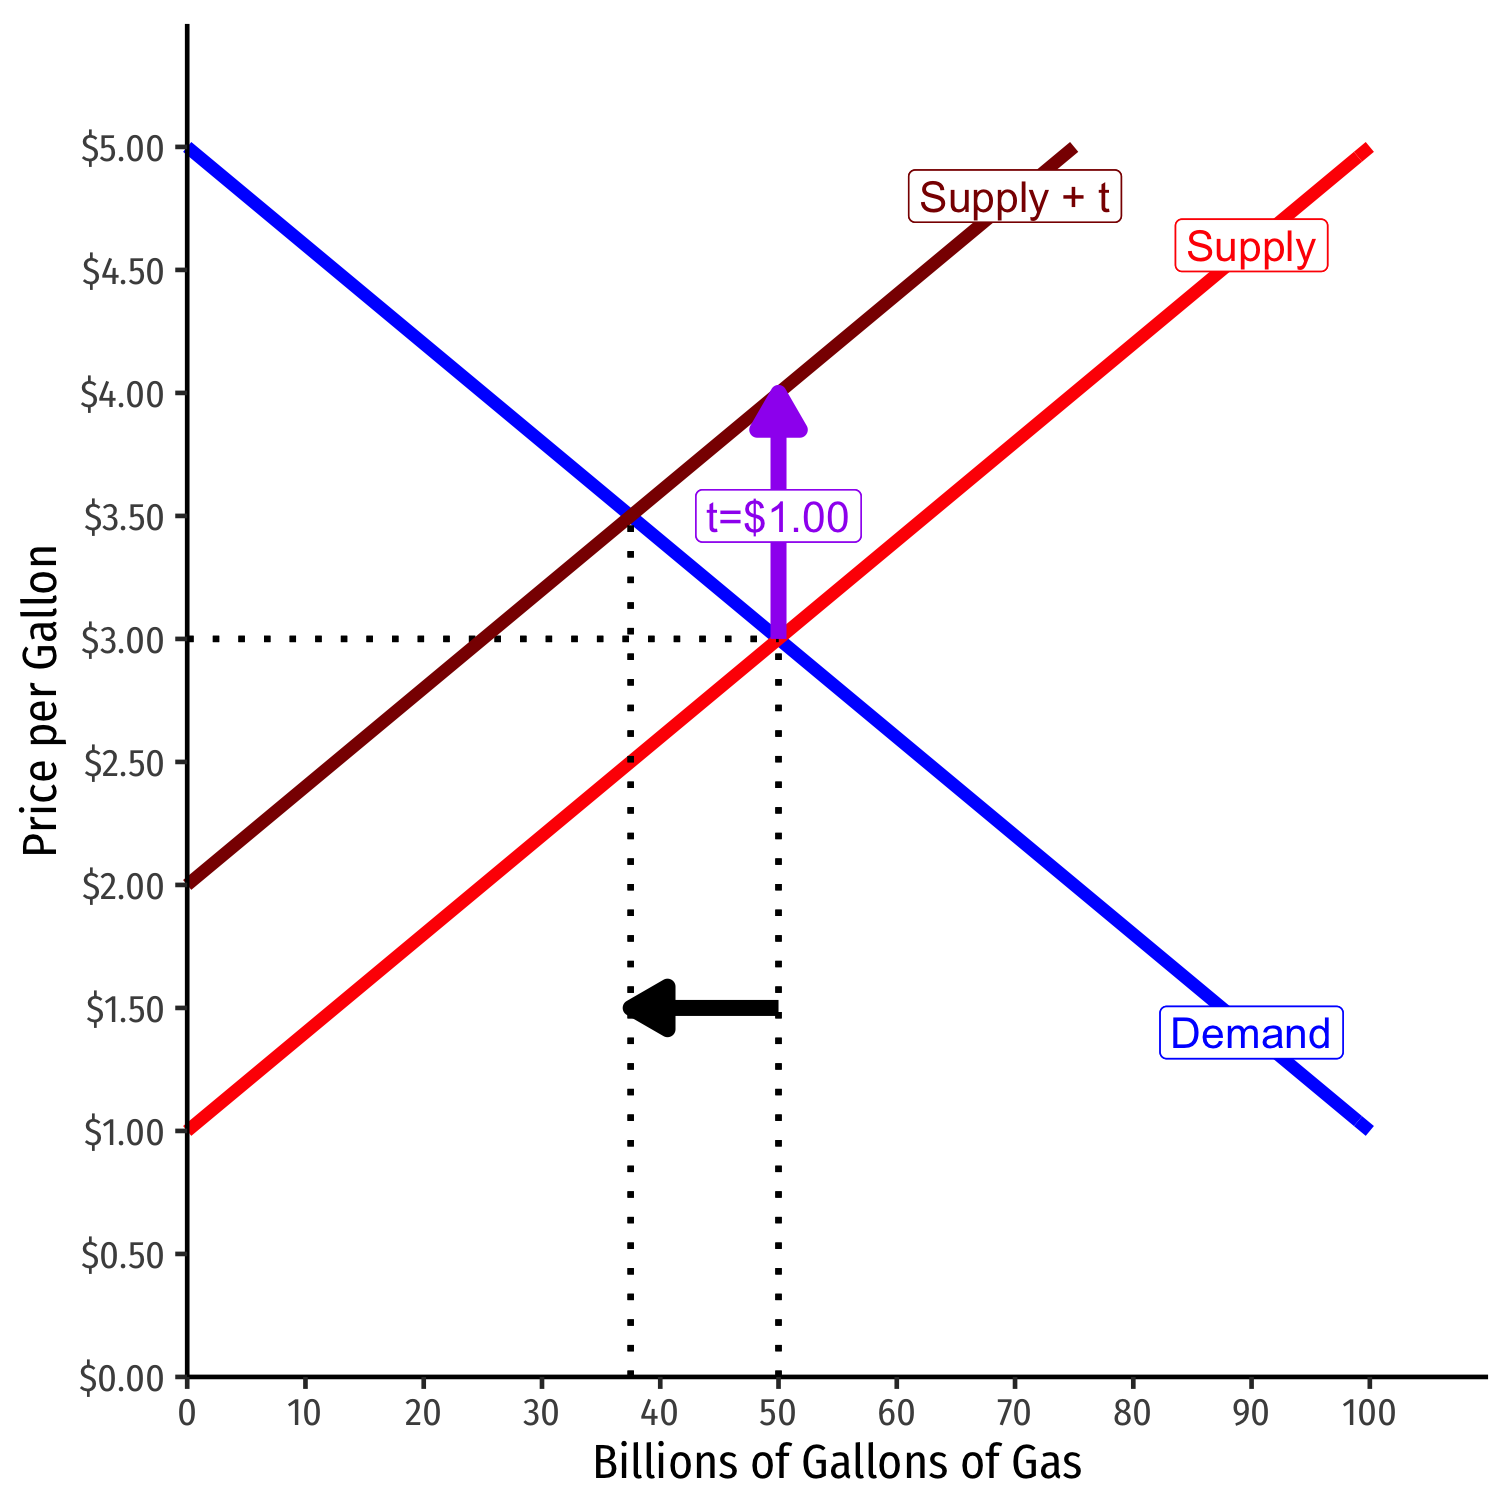 $5.00
$4.50
$4.00
$3.50
$3.00
$2.50
$2.00
$1.50
$1.00
$0.50
$0.00
Price per Gallon
Supply + t
Supply
t=$1.00
Demand
0 10 20 30 40 50 60 70 80 90 100
Billions of Gallons of Gas